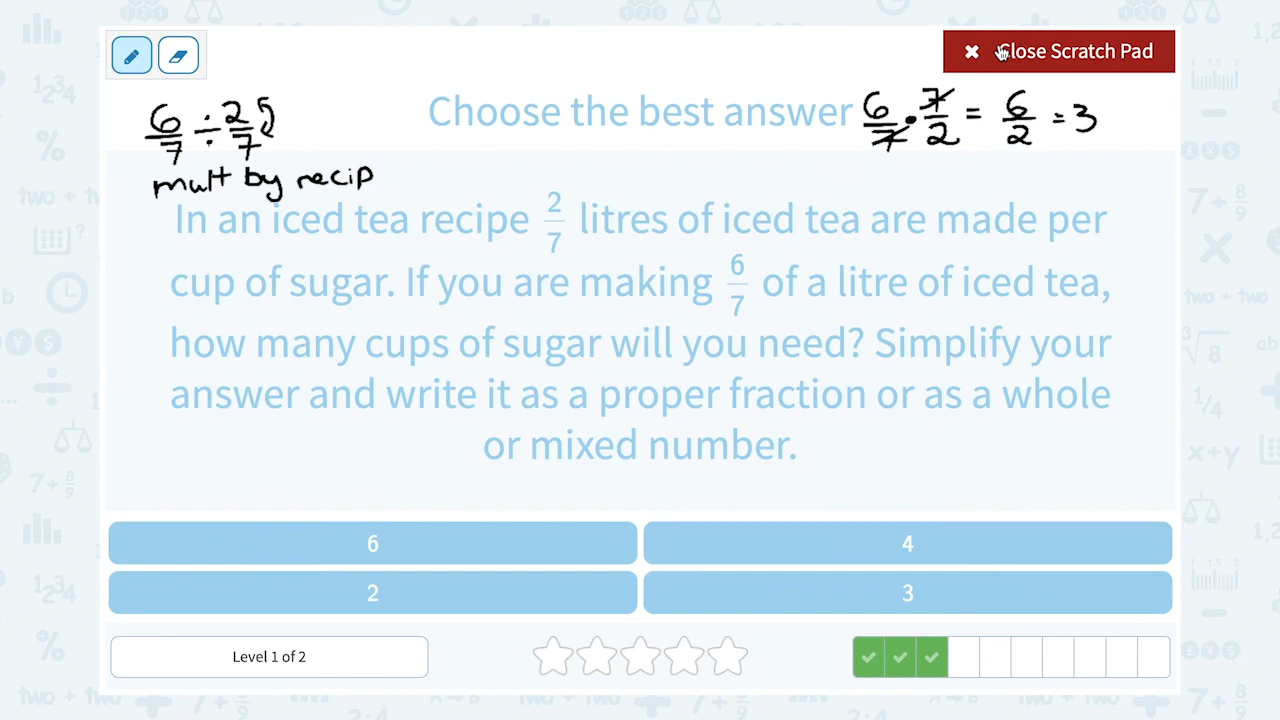 Close Scratch Pad
6/7 ÷ 2/7
mult by recip
Choose the best answer
6/7 • 7/2 = 6/2 = 3
In an iced tea recipe 2/7 litres of iced tea are made per
cup of sugar. If you are making 6/7 of a litre of iced tea,
how many cups of sugar will you need? Simplify your
answer and write it as a proper fraction or as a whole
or mixed number.
6
4
2
3
Level 1 of 2